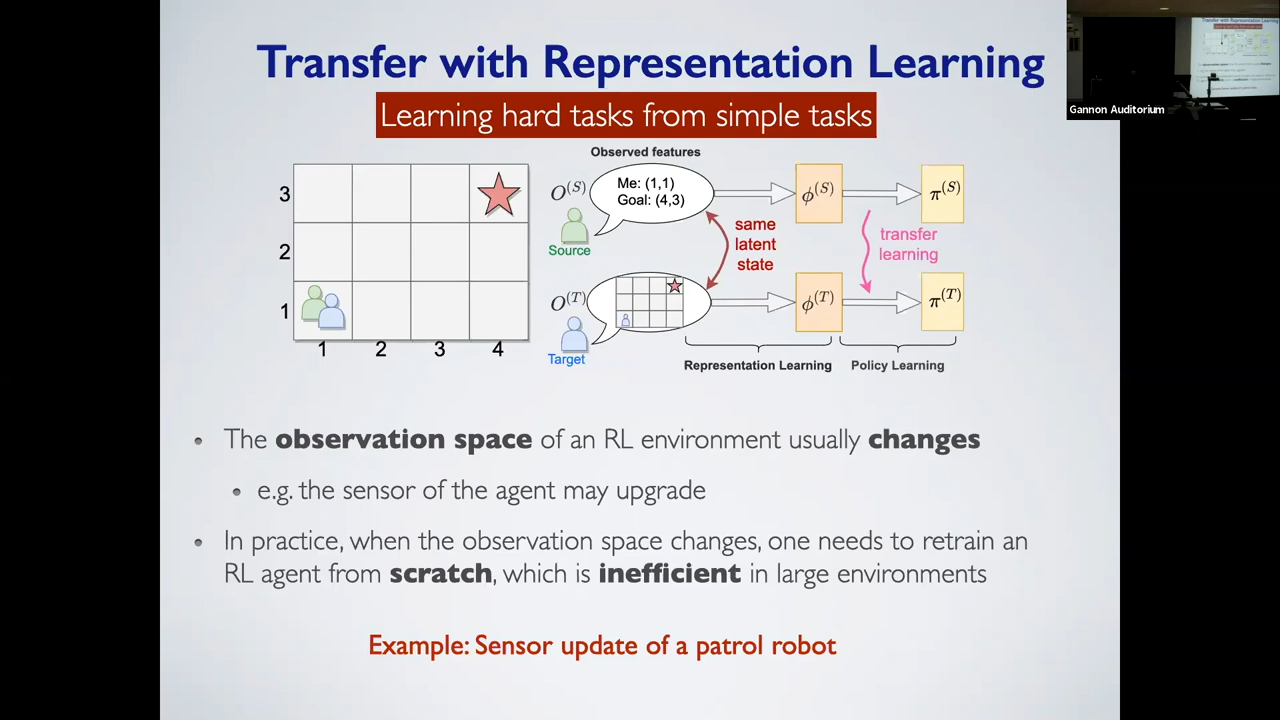 Transfer with Representation Learning
Learning hard tasks from simple tasks
Gannon Auditorium
3
2
1
1 2 3 4
Observed features
O^(S)
Me: (1,1)
Goal: (4,3)
Source
ϕ^(S)
π^(S)
same
latent
state
transfer
learning
O^(T)
Target
ϕ^(T)
π^(T)
Representation Learning
Policy Learning
• The observation space of an RL environment usually changes
• e.g. the sensor of the agent may upgrade
• In practice, when the observation space changes, one needs to retrain an
RL agent from scratch, which is inefficient in large environments
Example: Sensor update of a patrol robot